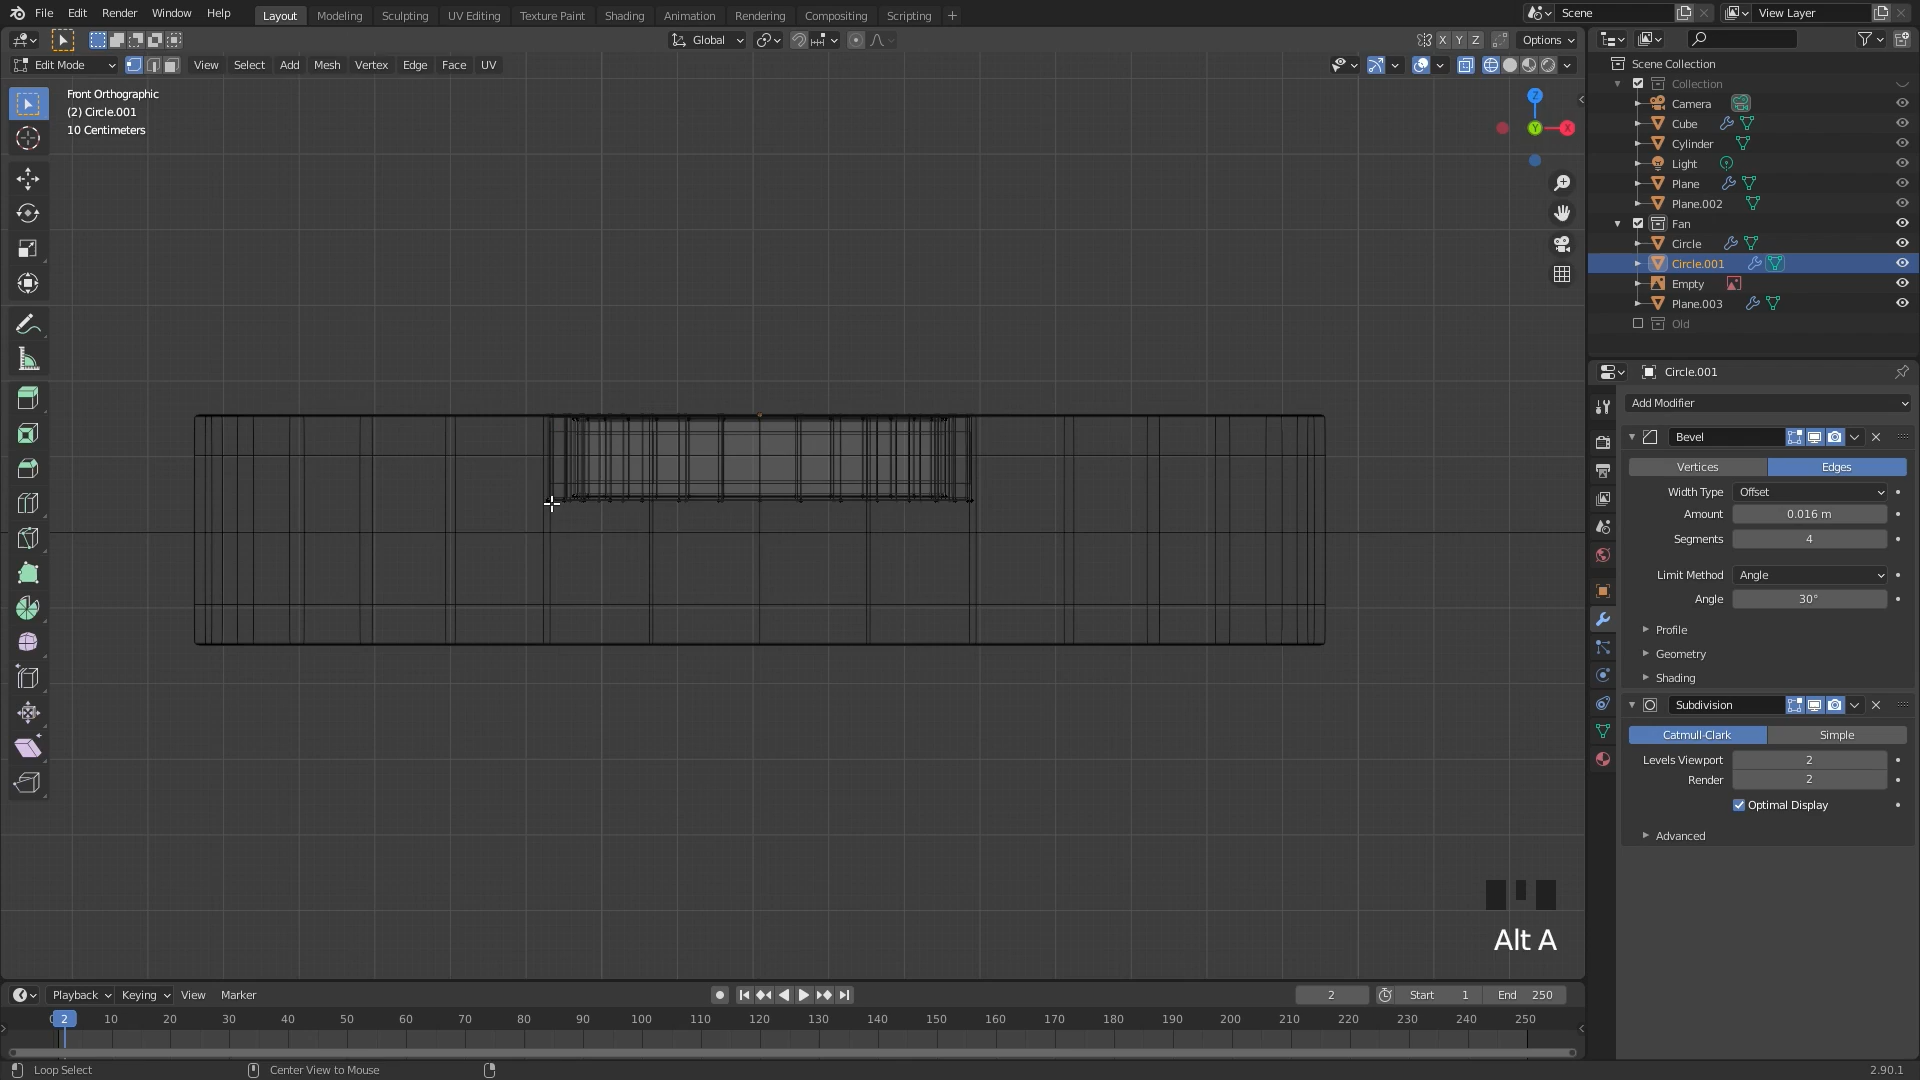 File Edit Render Window Help Layout Modeling Sculpting UV Editing Texture Paint Shading Animation Rendering Compositing Scripting + Scene View Layer
Global X Y Z Options
Edit Mode View Select Add Mesh Vertex Edge Face UV
Front Orthographic
(2) Circle.001
10 Centimeters
Z
Y X
Scene Collection
Collection
Camera
Cube
Cylinder
Light
Plane
Plane.002
Fan
Circle
Circle.001
Empty
Plane.003
Old
Circle.001
Add Modifier
Bevel
Vertices Edges
Width Type Offset
Amount 0.016 m
Segments 4
Limit Method Angle
Angle 30°
Profile
Geometry
Shading
Subdivision
Catmull-Clark Simple
Levels Viewport 2
Render 2
Optimal Display
Advanced
Alt A
Playback Keying View Marker 2 Start 1 End 250
2 10 20 30 40 50 60 70 80 90 100 110 120 130 140 150 160 170 180 190 200 210 220 230 240 250
Loop Select Center View to Mouse 2.90.1